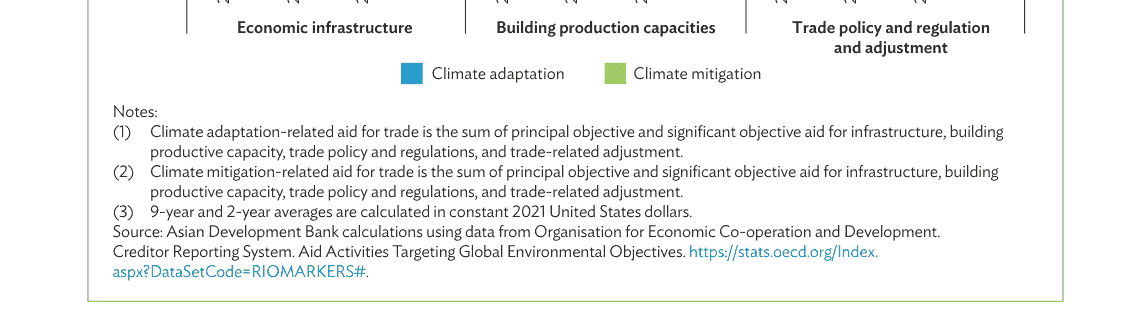 Economic infrastructure
Building production capacities
Trade policy and regulation
and adjustment
Climate adaptation
Climate mitigation
Notes:
(1) Climate adaptation-related aid for trade is the sum of principal objective and significant objective aid for infrastructure, building
productive capacity, trade policy and regulations, and trade-related adjustment.
(2) Climate mitigation-related aid for trade is the sum of principal objective and significant objective aid for infrastructure, building
productive capacity, trade policy and regulations, and trade-related adjustment.
(3) 9-year and 2-year averages are calculated in constant 2021 United States dollars.
Source: Asian Development Bank calculations using data from Organisation for Economic Co-operation and Development.
Creditor Reporting System. Aid Activities Targeting Global Environmental Objectives. https://stats.oecd.org/Index.
aspx?DataSetCode=RIOMARKERS#.